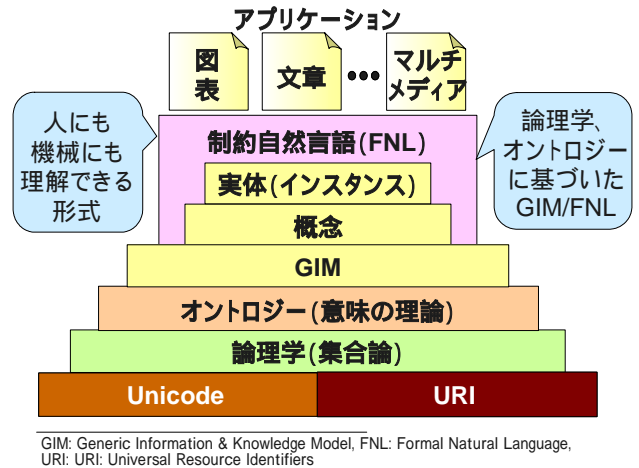 アプリケーション
図
表
文章
•••
マルチ
メディア
人にも
機械にも
理解できる
形式
論理学、
オントロジー
に基づいた
GIM/FNL
制約自然言語(FNL)
実体(インスタンス)
概念
GIM
オントロジー(意味の理論)
論理学(集合論)
Unicode URI
GIM: Generic Information & Knowledge Model, FNL: Formal Natural Language,
URI: URI: Universal Resource Identifiers